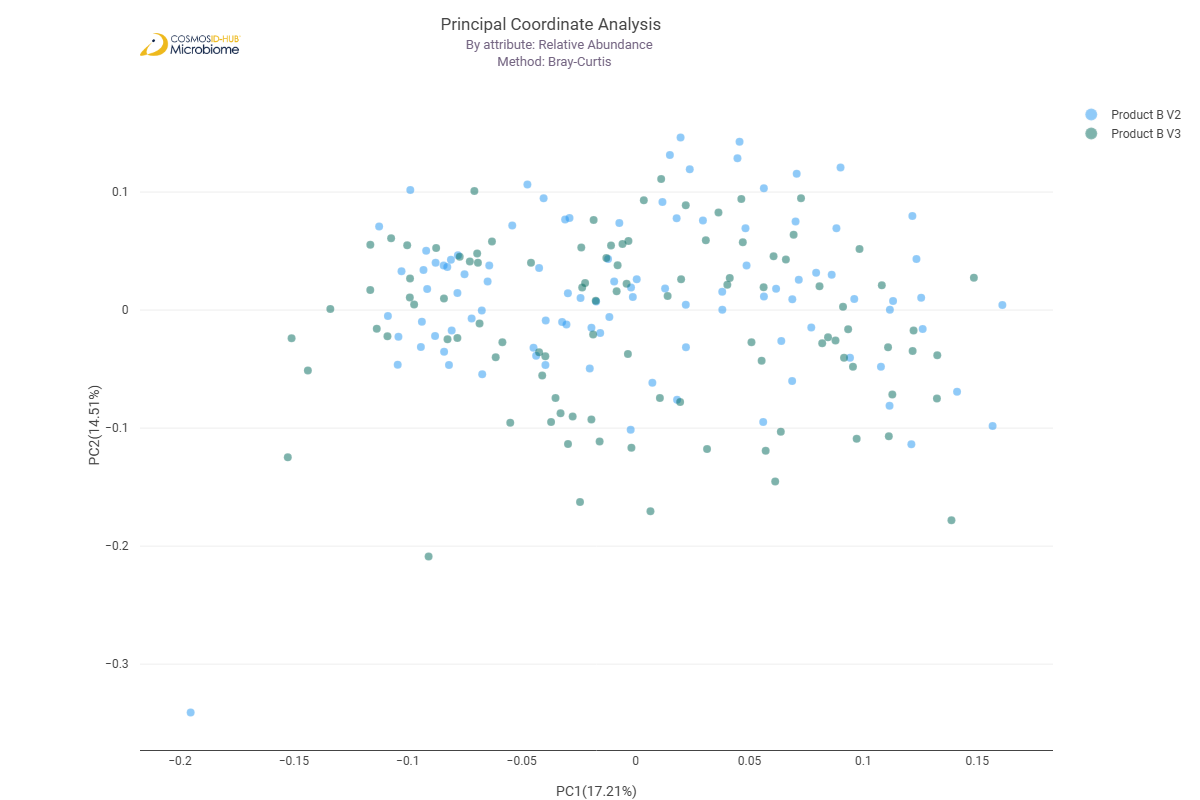 Principal Coordinate Analysis
By attribute: Relative Abundance
Method: Bray-Curtis
COSMOSID-HUB
Microbiome
Product B V2
Product B V3
0.1
0
−0.1
−0.2
−0.3
PC2(14.51%)
−0.2
−0.15
−0.1
−0.05
0
0.05
0.1
0.15
PC1(17.21%)